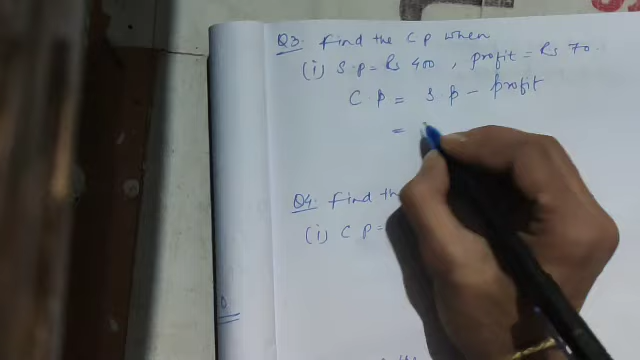 Q3. Find the C P when
(i) S.P = Rs 400, profit = Rs 70.
C.P = S.P - profit
=
Q4. Find th
(i) C P =